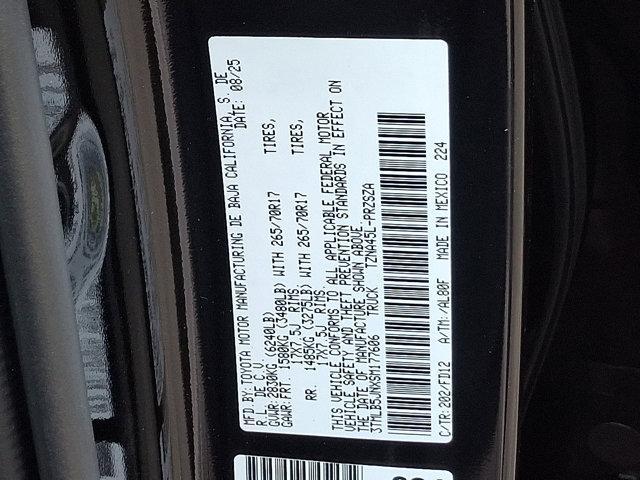 MFD.BY: TOYOTA MOTOR MANUFACTURING DE BAJA CALIFORNIA, S. DE
R.L. DE C.V. DATE: 08/25
GVWR:2830KG (6240LB)
GAWR:FRT. 1580KG (3480LB) WITH 265/70R17 TIRES,
17X7.5J RIMS,
RR. 1485KG (3275LB) WITH 265/70R17 TIRES,
17X7.5J RIMS.
THIS VEHICLE CONFORMS TO ALL APPLICABLE FEDERAL MOTOR
VEHICLE SAFETY AND THEFT PREVENTION STANDARDS IN EFFECT ON
THE DATE OF MANUFACTURE SHOWN ABOVE.
3TMLB5JNXSM177606 TRUCK TZNA45L-PRZSZA
C/TR:202/FD12 A/TM:/AL80F MADE IN MEXICO 224